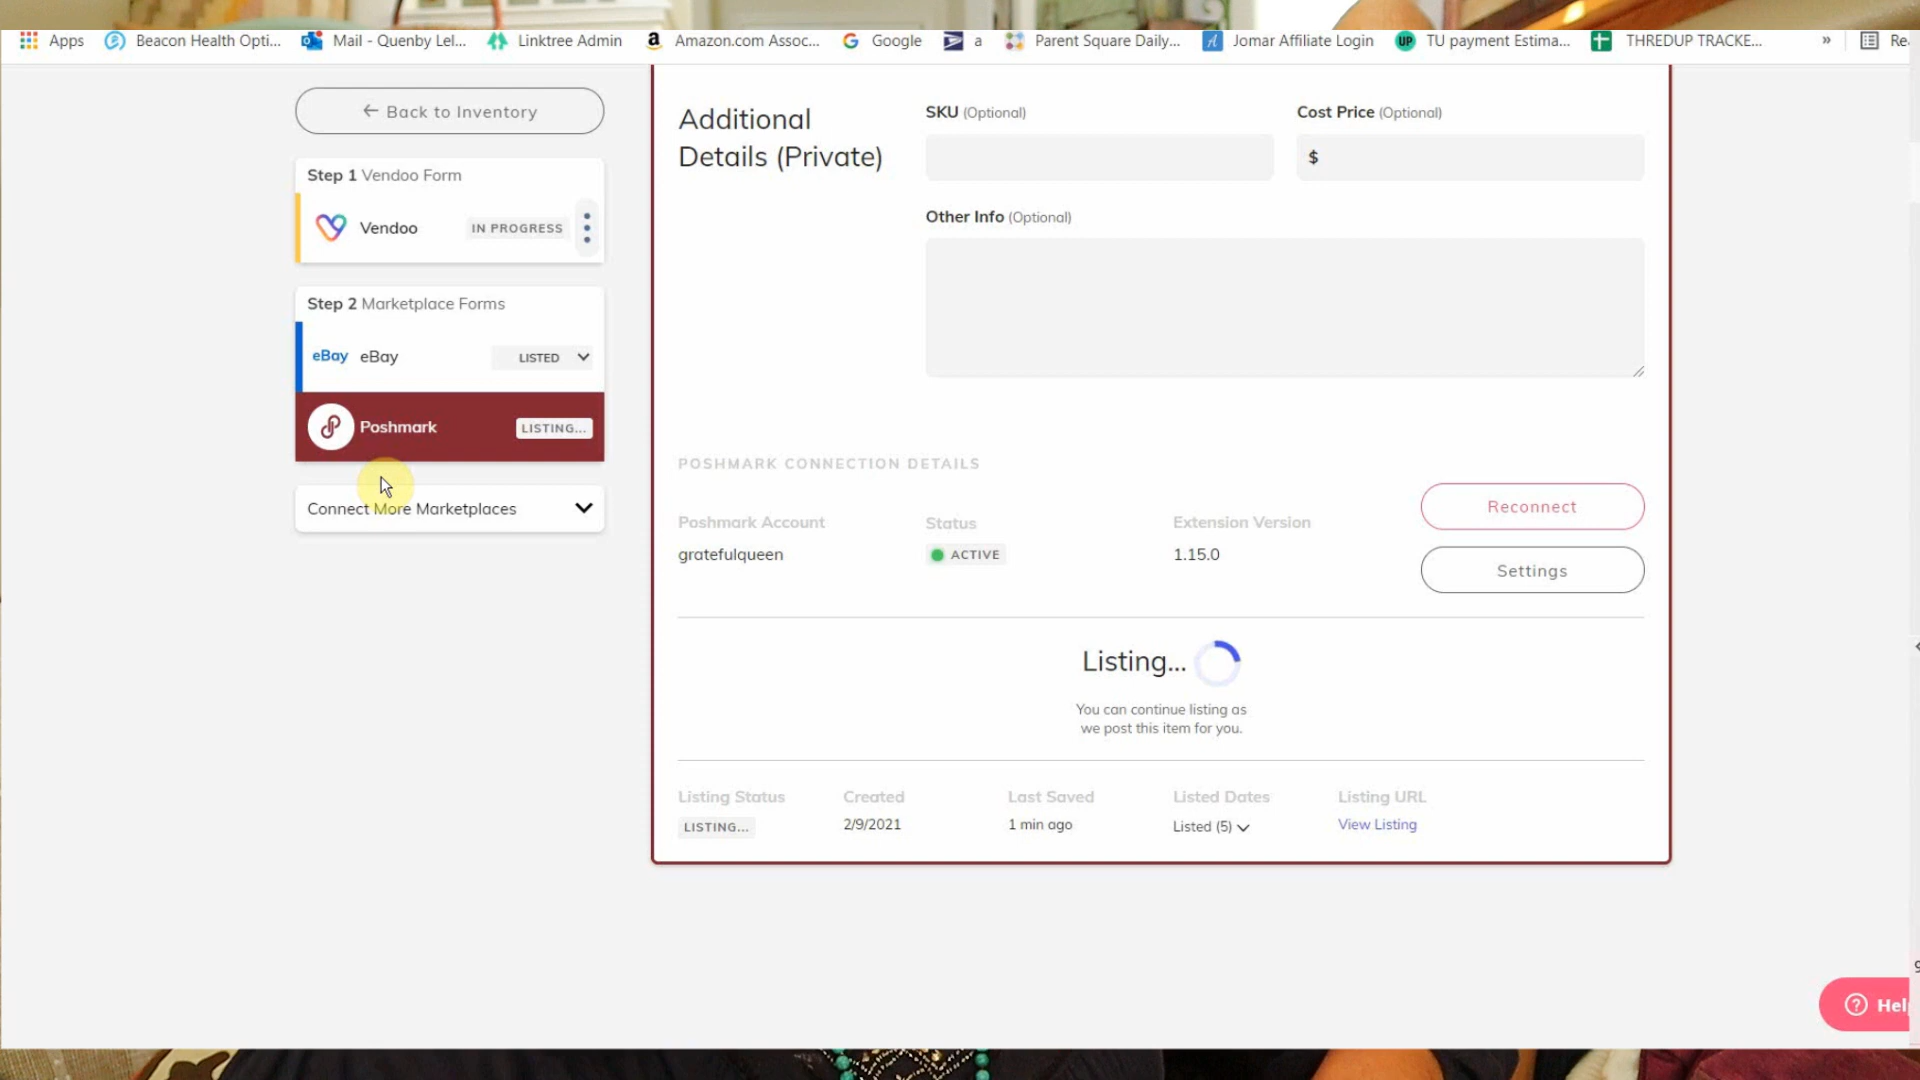 Apps
Beacon Health Opti...
Mail - Quenby Lel...
Linktree Admin
a
Amazon.com Assoc...
G
Google
a
Parent Square Daily...
Jomar Affiliate Login
UP
TU payment Estima...
THREDUP TRACKE...
»
← Back to Inventory
Step 1 Vendoo Form
Vendoo
IN PROGRESS
Step 2 Marketplace Forms
eBay
eBay
LISTED
Poshmark
LISTING...
Connect More Marketplaces
Additional
Details (Private)
SKU (Optional)
Cost Price (Optional)
$
Other Info (Optional)
POSHMARK CONNECTION DETAILS
Poshmark Account
Status
Extension Version
gratefulqueen
ACTIVE
1.15.0
Reconnect
Settings
Listing...
You can continue listing as
we post this item for you.
Listing Status
Created
Last Saved
Listed Dates
Listing URL
LISTING...
2/9/2021
1 min ago
Listed (5)
View Listing